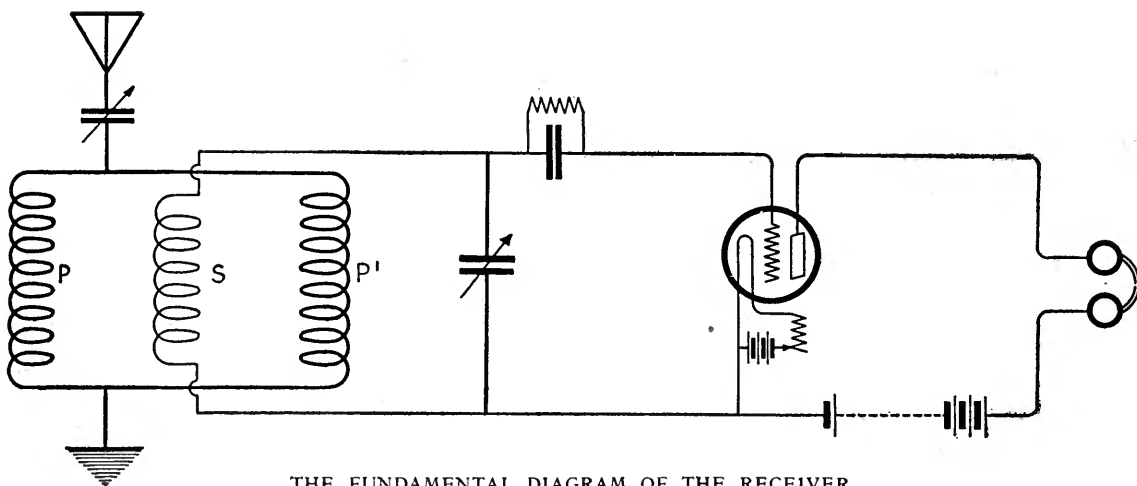 P S P'
THE FUNDAMENTAL DIAGRAM OF THE RECEIVER